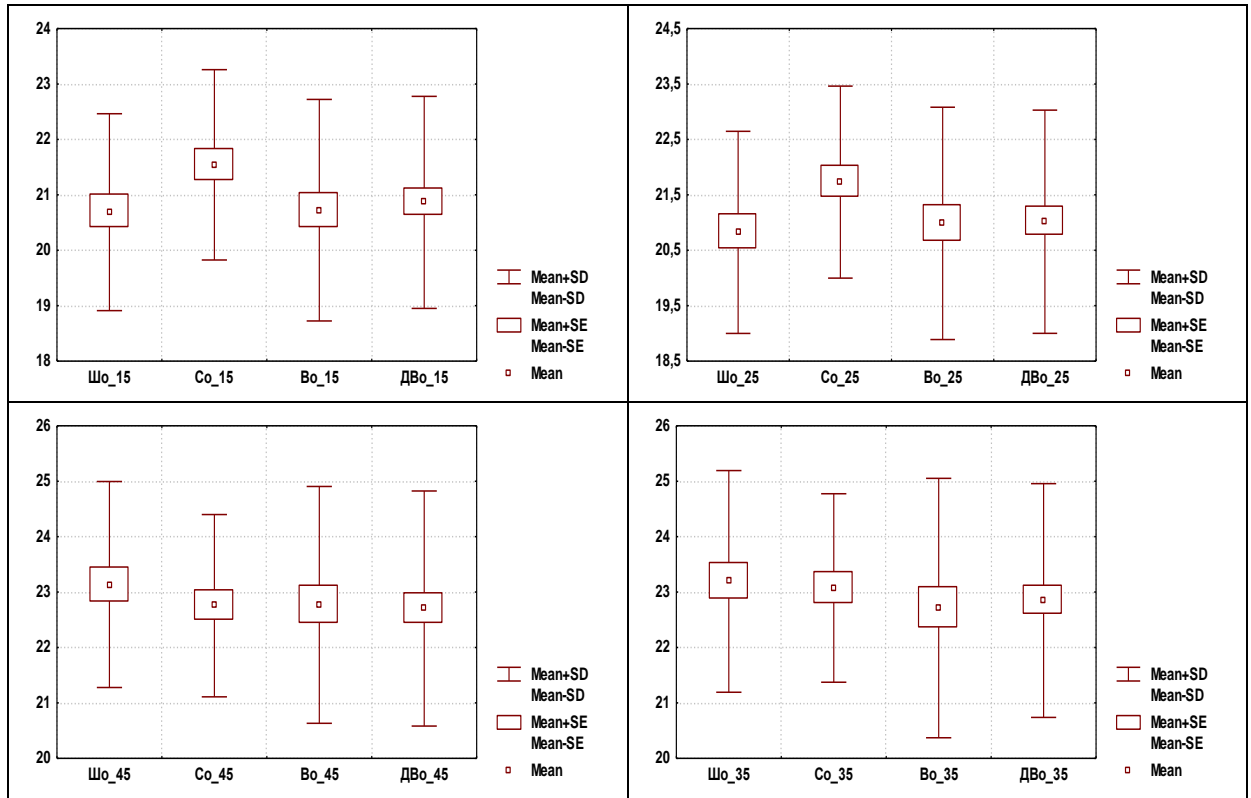 24
23
22
21
20
19
18
Шо_15 Со_15 Во_15 ДВо_15
Mean+SD
Mean-SD
Mean+SE
Mean-SE
Mean
24,5
23,5
22,5
21,5
20,5
19,5
18,5
Шо_25 Со_25 Во_25 ДВо_25
Mean+SD
Mean-SD
Mean+SE
Mean-SE
Mean
26
25
24
23
22
21
20
Шо_45 Со_45 Во_45 ДВо_45
Mean+SD
Mean-SD
Mean+SE
Mean-SE
Mean
26
25
24
23
22
21
20
Шо_35 Со_35 Во_35 ДВо_35
Mean+SD
Mean-SD
Mean+SE
Mean-SE
Mean